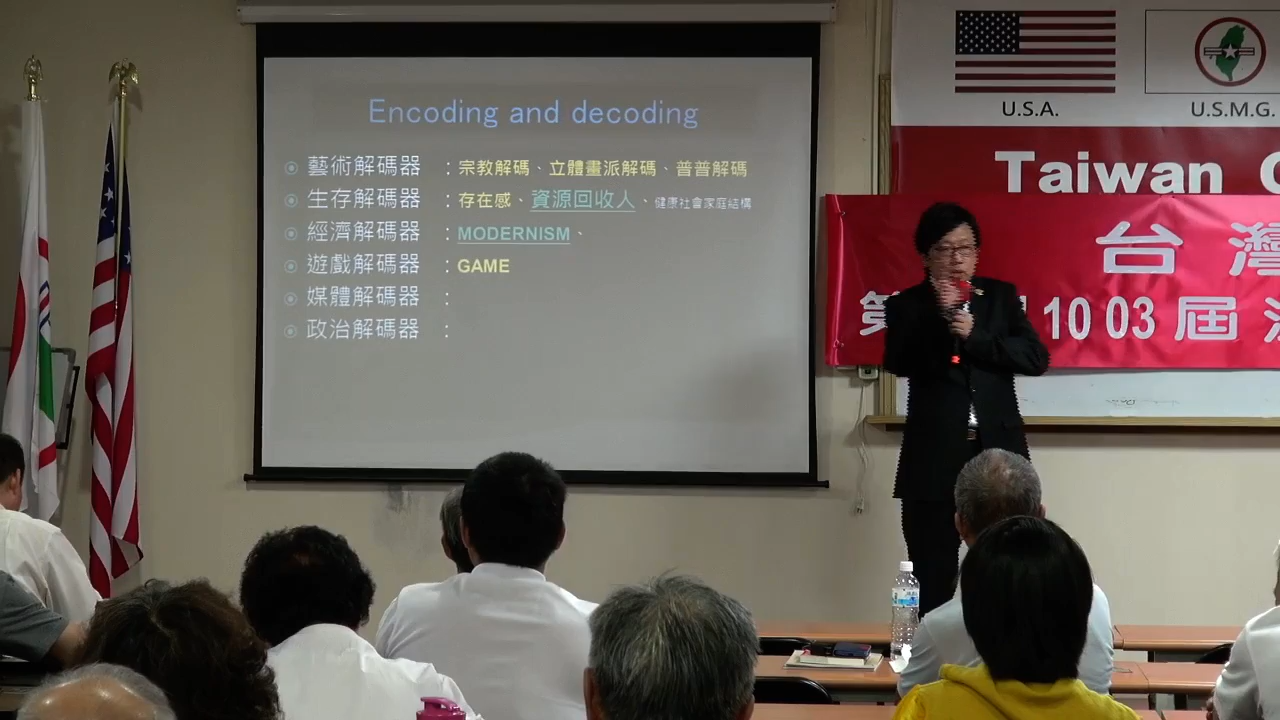 Encoding and decoding
藝術解碼器 ：宗教解碼、立體畫派解碼、普普解碼
生存解碼器 ：存在感、資源回收人、健康社會家庭結構
經濟解碼器 ：MODERNISM、
遊戲解碼器 ：GAME
媒體解碼器 ：
政治解碼器 ：
U.S.A.
U.S.M.G.
Taiwan C
台灣
第 10 03 屆